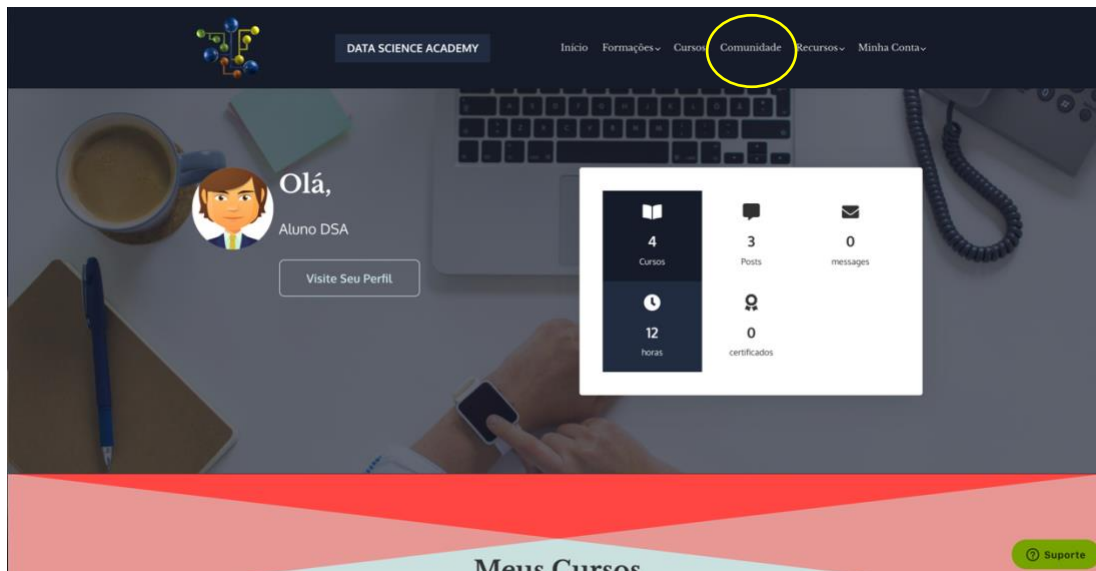 DATA SCIENCE ACADEMY
Início Formações Cursos Comunidade Recursos Minha Conta
Olá,
Aluno DSA
Visite Seu Perfil
4
Cursos
3
Posts
0
messages
12
horas
0
certificados
Meus Cursos
Suporte